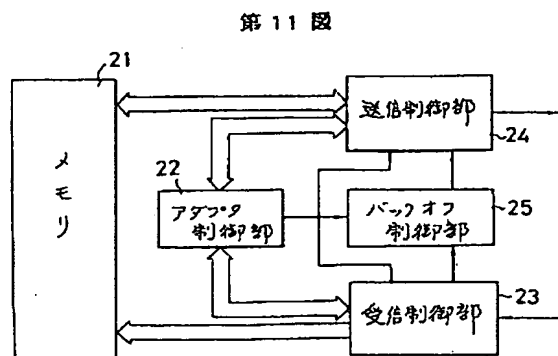 第11図
21
メモリ
送信制御部
24
22
アダプタ
制御部
バックオフ
制御部
25
23
受信制御部